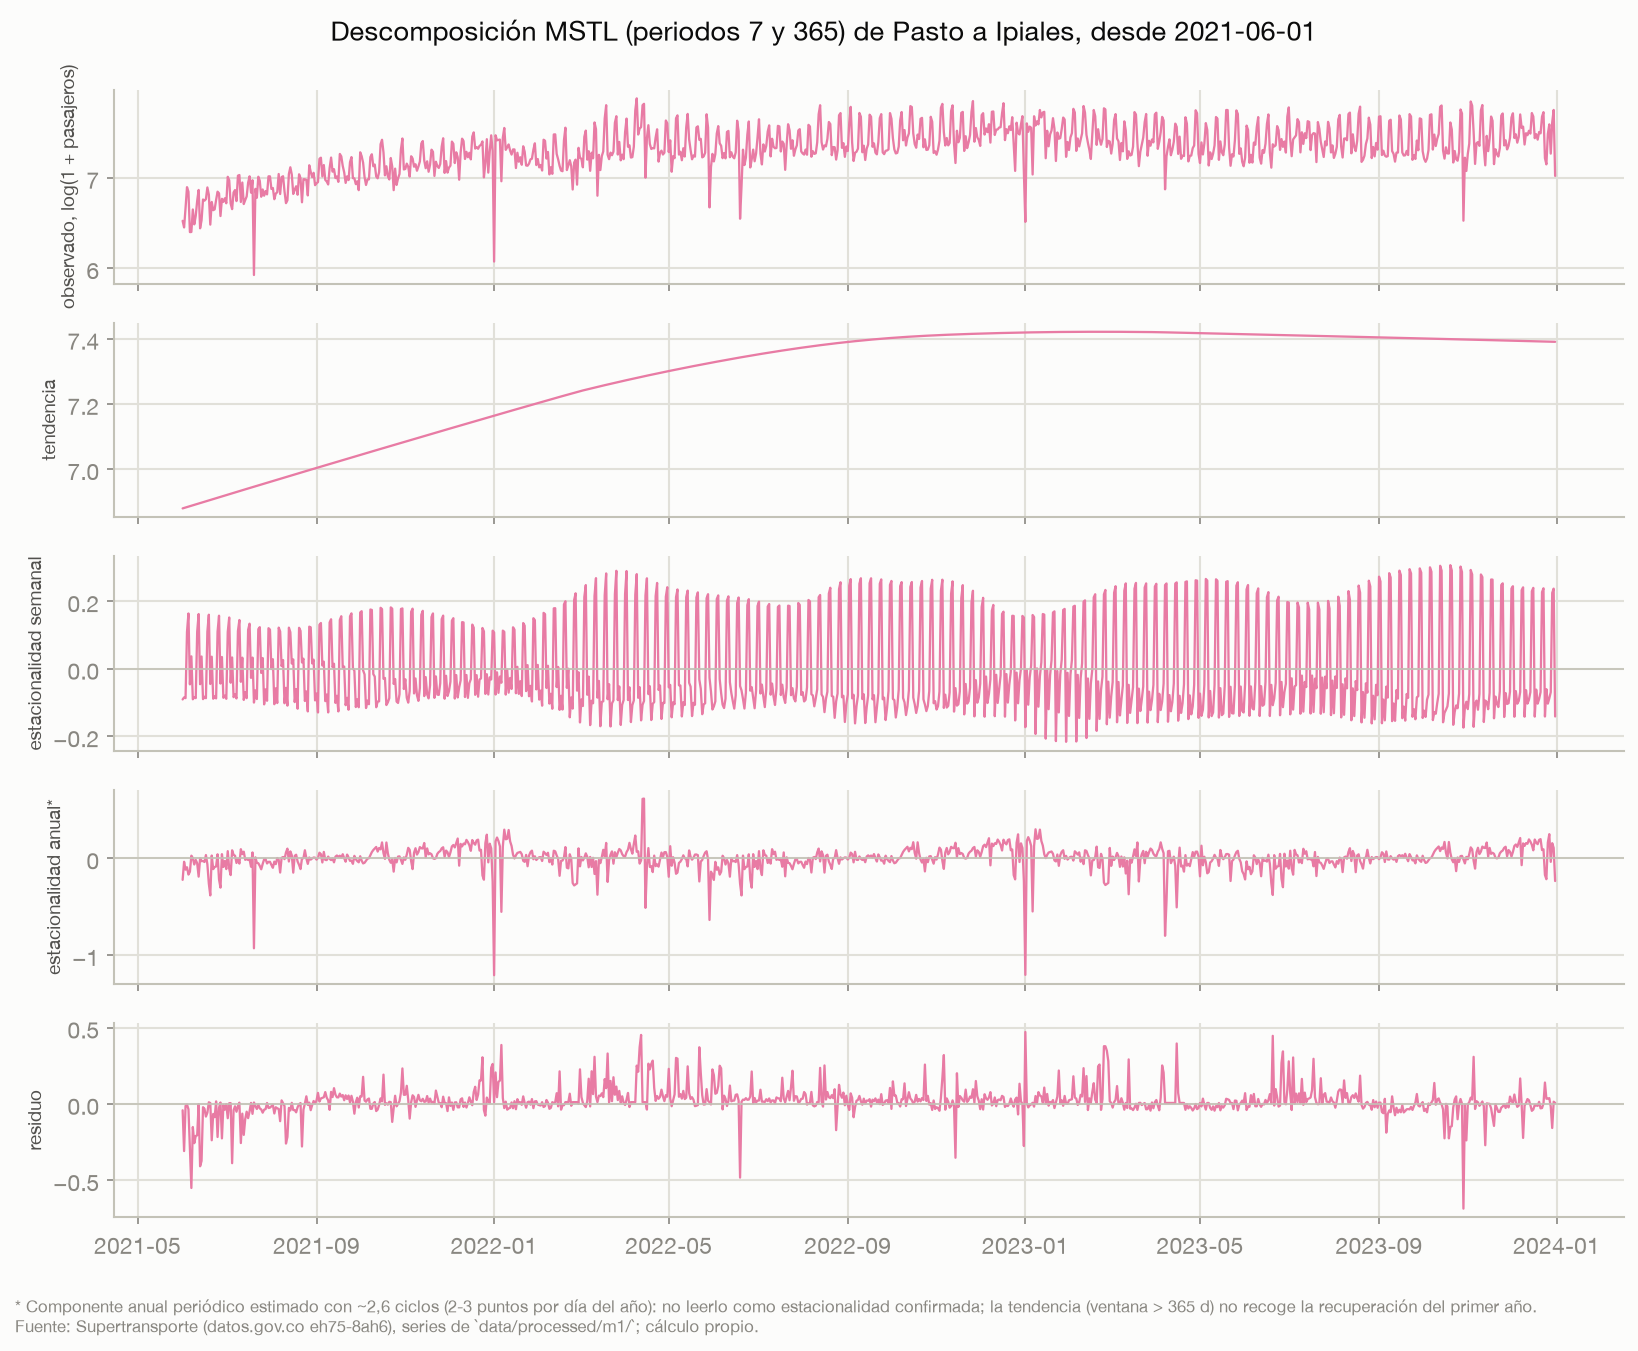 Descomposición MSTL (periodos 7 y 365) de Pasto a Ipiales, desde 2021-06-01
observado, log(1 + pasajeros)
7
6
tendencia
7.4
7.2
7.0
estacionalidad semanal
0.2
0.0
−0.2
estacionalidad anual*
0
−1
residuo
0.5
0.0
−0.5
2021-05 2021-09 2022-01 2022-05 2022-09 2023-01 2023-05 2023-09 2024-01
* Componente anual periódico estimado con ~2,6 ciclos (2-3 puntos por día del año): no leerlo como estacionalidad confirmada; la tendencia (ventana > 365 d) no recoge la recuperación del primer año.
Fuente: Supertransporte (datos.gov.co eh75-8ah6), series de `data/processed/m1/`; cálculo propio.